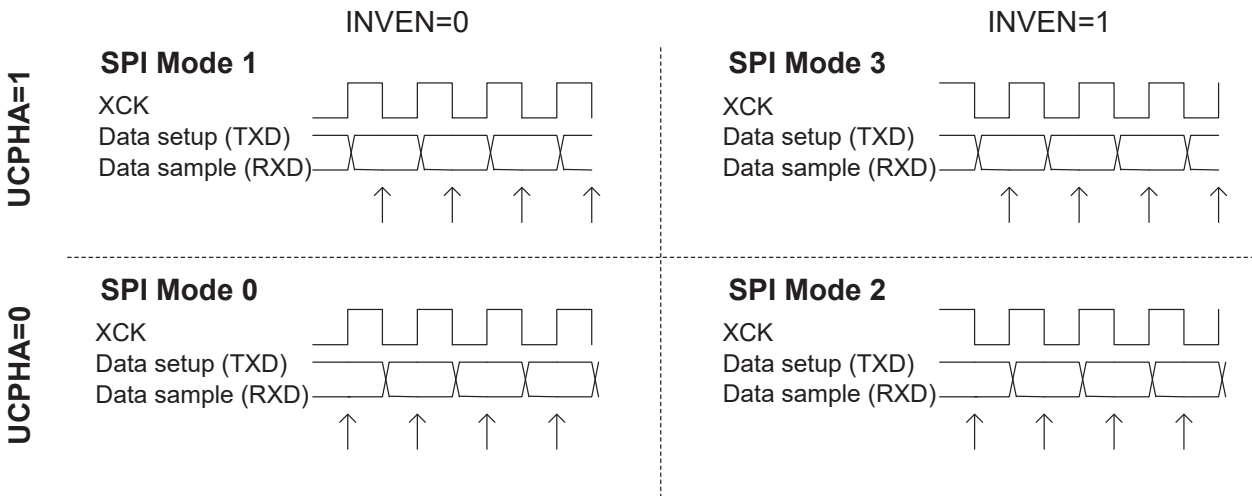 INVEN=0
INVEN=1
UCPHA=1
SPI Mode 1
XCK
Data setup (TXD)
Data sample (RXD)
SPI Mode 3
XCK
Data setup (TXD)
Data sample (RXD)
UCPHA=0
SPI Mode 0
XCK
Data setup (TXD)
Data sample (RXD)
SPI Mode 2
XCK
Data setup (TXD)
Data sample (RXD)